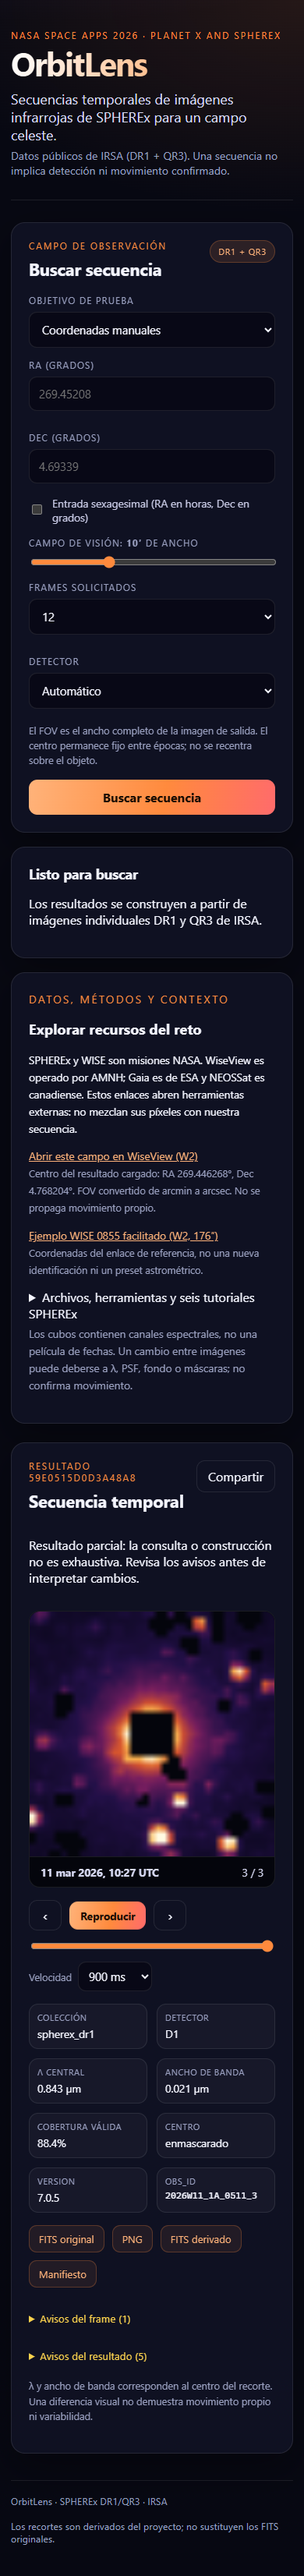 NASA SPACE APPS 2026 · PLANET X AND SPHEREX
OrbitLens
Secuencias temporales de imágenes
infrarrojas de SPHEREx para un campo
celeste.
Datos públicos de IRSA (DR1 + QR3). Una secuencia no
implica detección ni movimiento confirmado.
CAMPO DE OBSERVACIÓN
DR1 + QR3
Buscar secuencia
OBJETIVO DE PRUEBA
Coordenadas manuales
RA (GRADOS)
269.45208
DEC (GRADOS)
4.69339
Entrada sexagesimal (RA en horas, Dec en
grados)
CAMPO DE VISIÓN: 10′ DE ANCHO
FRAMES SOLICITADOS
12
DETECTOR
Automático
El FOV es el ancho completo de la imagen de salida. El
centro permanece fijo entre épocas; no se recentra
sobre el objeto.
Buscar secuencia
Listo para buscar
Los resultados se construyen a partir de
imágenes individuales DR1 y QR3 de IRSA.
DATOS, MÉTODOS Y CONTEXTO
Explorar recursos del reto
SPHEREx y WISE son misiones NASA. WiseView es
operado por AMNH; Gaia es de ESA y NEOSSat es
canadiense. Estos enlaces abren herramientas
externas: no mezclan sus píxeles con nuestra
secuencia.
Abrir este campo en WiseView (W2)
Centro del resultado cargado: RA 269.446268°, Dec
4.768204°. FOV convertido de arcmin a arcsec. No se
propaga movimiento propio.
Ejemplo WISE 0855 facilitado (W2, 176″)
Coordenadas del enlace de referencia, no una nueva
identificación ni un preset astrométrico.
▶ Archivos, herramientas y seis tutoriales
SPHEREx
Los cubos contienen canales espectrales, no una
película de fechas. Un cambio entre imágenes
puede deberse a λ, PSF, fondo o máscaras; no
confirma movimiento.
RESULTADO
59E0515D0D3A48A8
Compartir
Secuencia temporal
Resultado parcial: la consulta o construcción
no es exhaustiva. Revisa los avisos antes de
interpretar cambios.
11 mar 2026, 10:27 UTC
3 / 3
‹
Reproducir
›
Velocidad
900 ms
COLECCIÓN
spherex_dr1
DETECTOR
D1
Λ CENTRAL
0.843 µm
ANCHO DE BANDA
0.021 µm
COBERTURA VÁLIDA
88.4%
CENTRO
enmascarado
VERSION
7.0.5
OBS_ID
2026W11_1A_0511_3
FITS original
PNG
FITS derivado
Manifiesto
▶ Avisos del frame (1)
▶ Avisos del resultado (5)
λ y ancho de banda corresponden al centro del recorte.
Una diferencia visual no demuestra movimiento propio
ni variabilidad.
OrbitLens · SPHEREx DR1/QR3 · IRSA
Los recortes son derivados del proyecto; no sustituyen los FITS
originales.